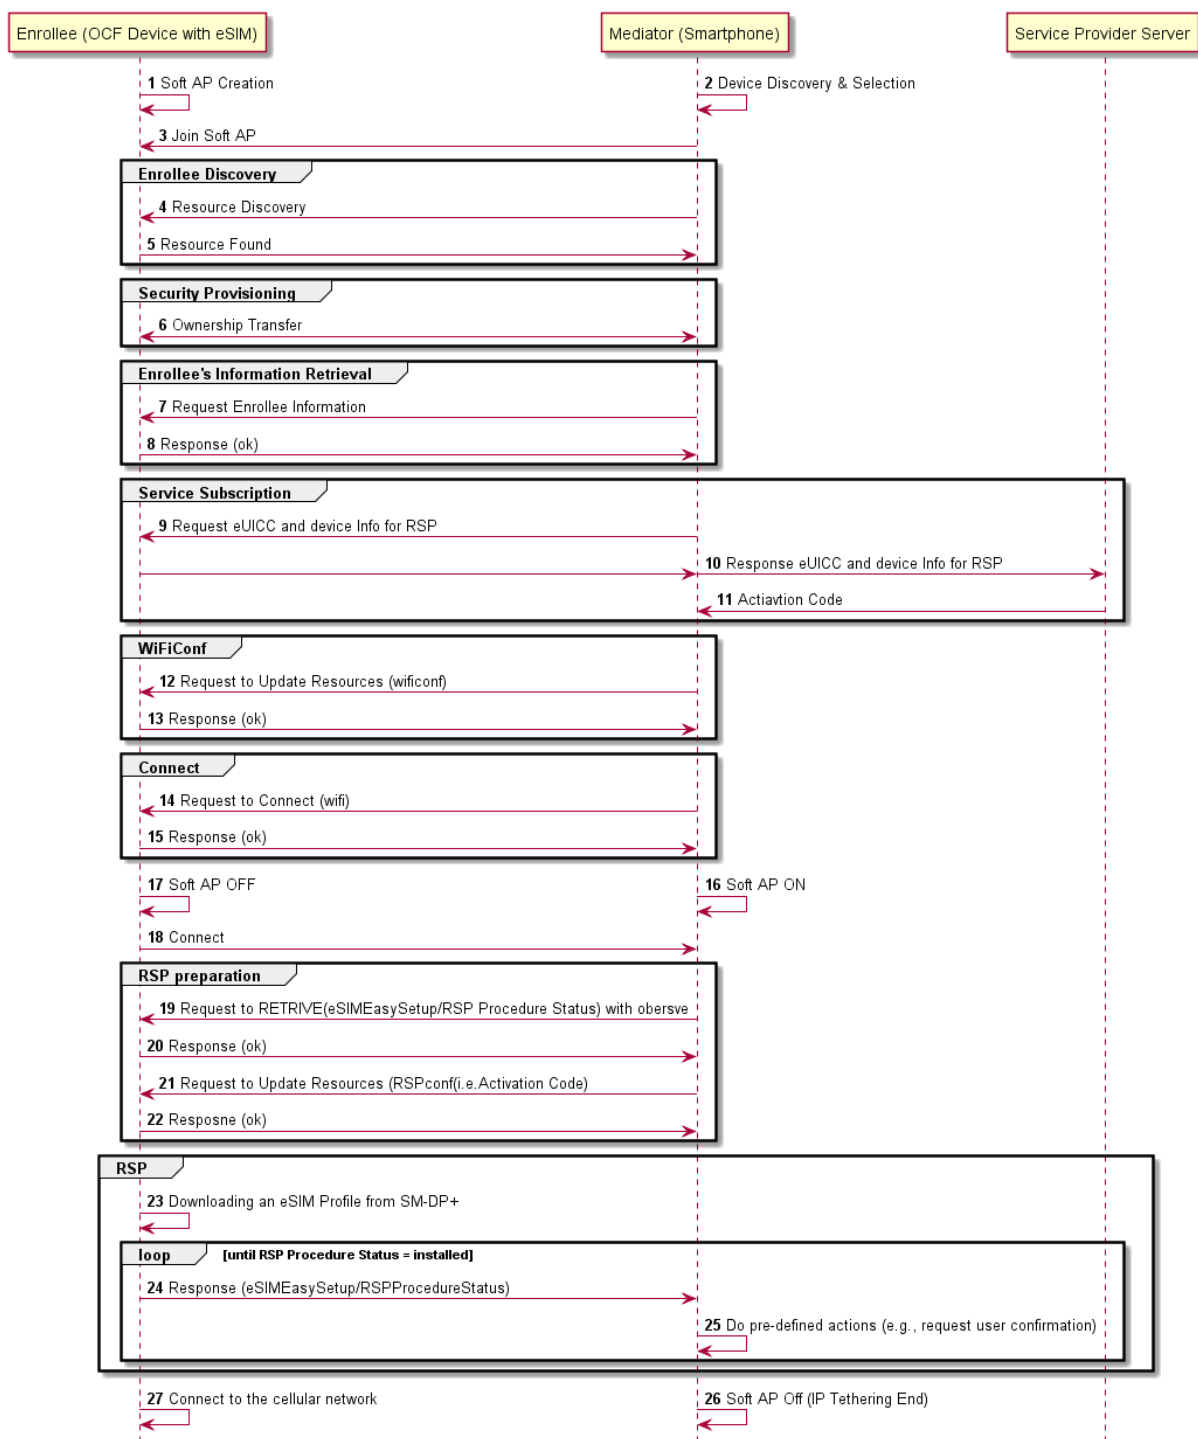 Enrollee (OCF Device with eSIM)
Mediator (Smartphone)
Service Provider Server
1 Soft AP Creation
2 Device Discovery & Selection
3 Join Soft AP
Enrollee Discovery
4 Resource Discovery
5 Resource Found
Security Provisioning
6 Ownership Transfer
Enrollee's Information Retrieval
7 Request Enrollee Information
8 Response (ok)
Service Subscription
9 Request eUICC and device Info for RSP
10 Response eUICC and device Info for RSP
11 Actiavtion Code
WiFiConf
12 Request to Update Resources (wificonf)
13 Response (ok)
Connect
14 Request to Connect (wifi)
15 Response (ok)
17 Soft AP OFF
16 Soft AP ON
18 Connect
RSP preparation
19 Request to RETRIVE(eSIMEasySetup/RSP Procedure Status) with obersve
20 Response (ok)
21 Request to Update Resources (RSPconf(i.e.Activation Code)
22 Resposne (ok)
RSP
23 Downloading an eSIM Profile from SM-DP+
loop [until RSP Procedure Status = installed]
24 Response (eSIMEasySetup/RSPProcedureStatus)
25 Do pre-defined actions (e.g., request user confirmation)
27 Connect to the cellular network
26 Soft AP Off (IP Tethering End)